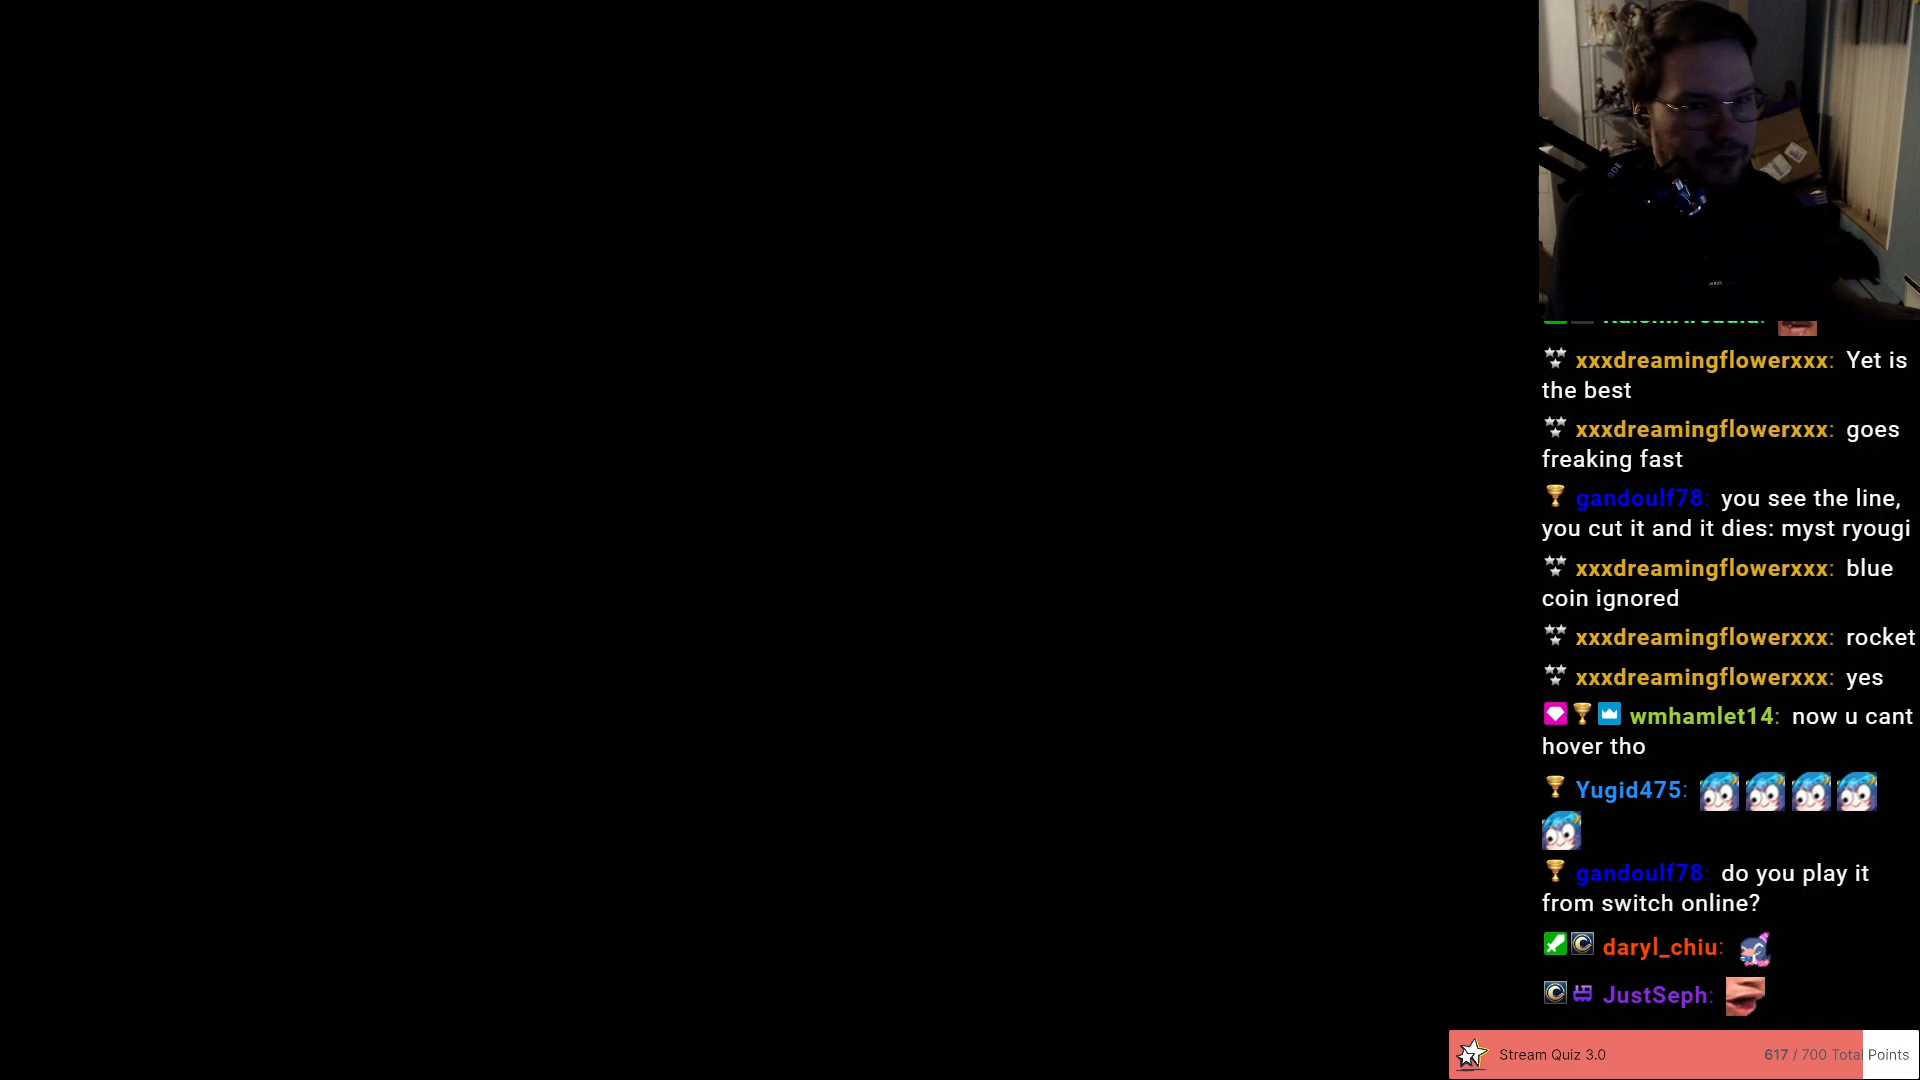 xxxdreamingflowerxxx: Yet is
the best
xxxdreamingflowerxxx: goes
freaking fast
gandoulf78: you see the line,
you cut it and it dies: myst ryougi
xxxdreamingflowerxxx: blue
coin ignored
xxxdreamingflowerxxx: rocket
xxxdreamingflowerxxx: yes
wmhamlet14: now u cant
hover tho
Yugid475:
gandoulf78: do you play it
from switch online?
daryl_chiu:
JustSeph:
Stream Quiz 3.0 617 / 700 Total Points